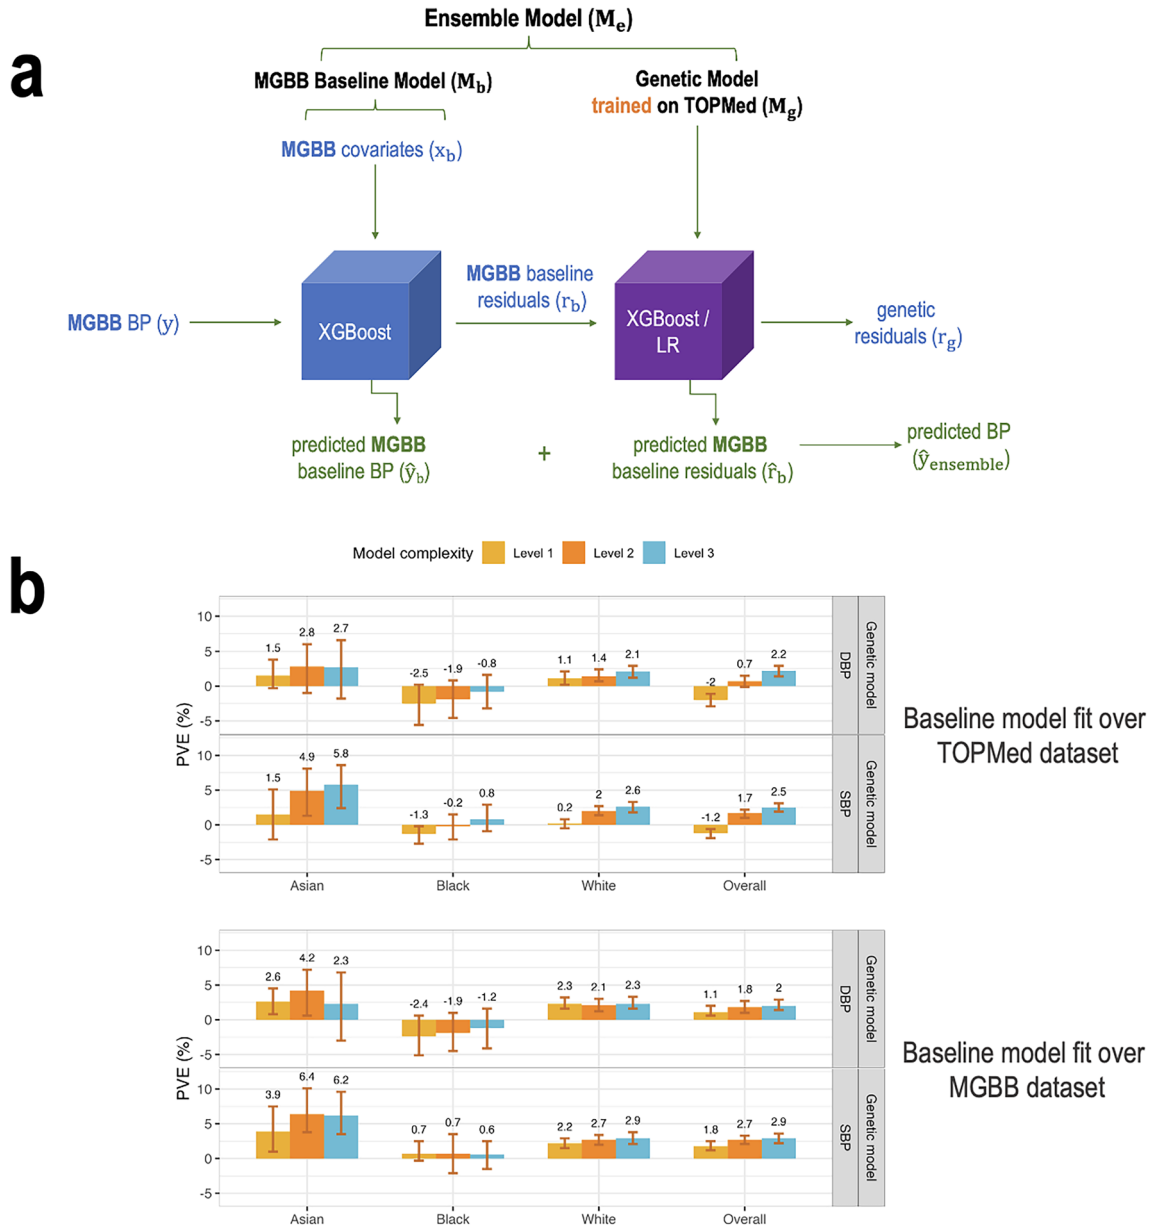 a
Ensemble Model (Me)
MGBB Baseline Model (Mb)
Genetic Model
trained on TOPMed (Mg)
MGBB covariates (xb)
MGBB BP (y)
XGBoost
MGBB baseline
residuals (rb)
XGBoost /
LR
genetic
residuals (rg)
predicted MGBB
baseline BP (ŷb)
+
predicted MGBB
baseline residuals (r̂b)
predicted BP
(ŷensemble)
b
Model complexity Level 1 Level 2 Level 3
PVE (%)
10
5
0
-5
1.5 2.8 2.7 -2.5 -1.9 -0.8 1.1 1.4 2.1 -2 0.7 2.2
DBP
Genetic model
10
5
0
-5
1.5 4.9 5.8 -1.3 -0.2 0.8 0.2 2 2.6 -1.2 1.7 2.5
SBP
Genetic model
Asian Black White Overall
Baseline model fit over
TOPMed dataset
PVE (%)
10
5
0
-5
2.6 4.2 2.3 -2.4 -1.9 -1.2 2.3 2.1 2.3 1.1 1.8 2
DBP
Genetic model
10
5
0
-5
3.9 6.4 6.2 0.7 0.7 0.6 2.2 2.7 2.9 1.8 2.7 2.9
SBP
Genetic model
Asian Black White Overall
Baseline model fit over
MGBB dataset